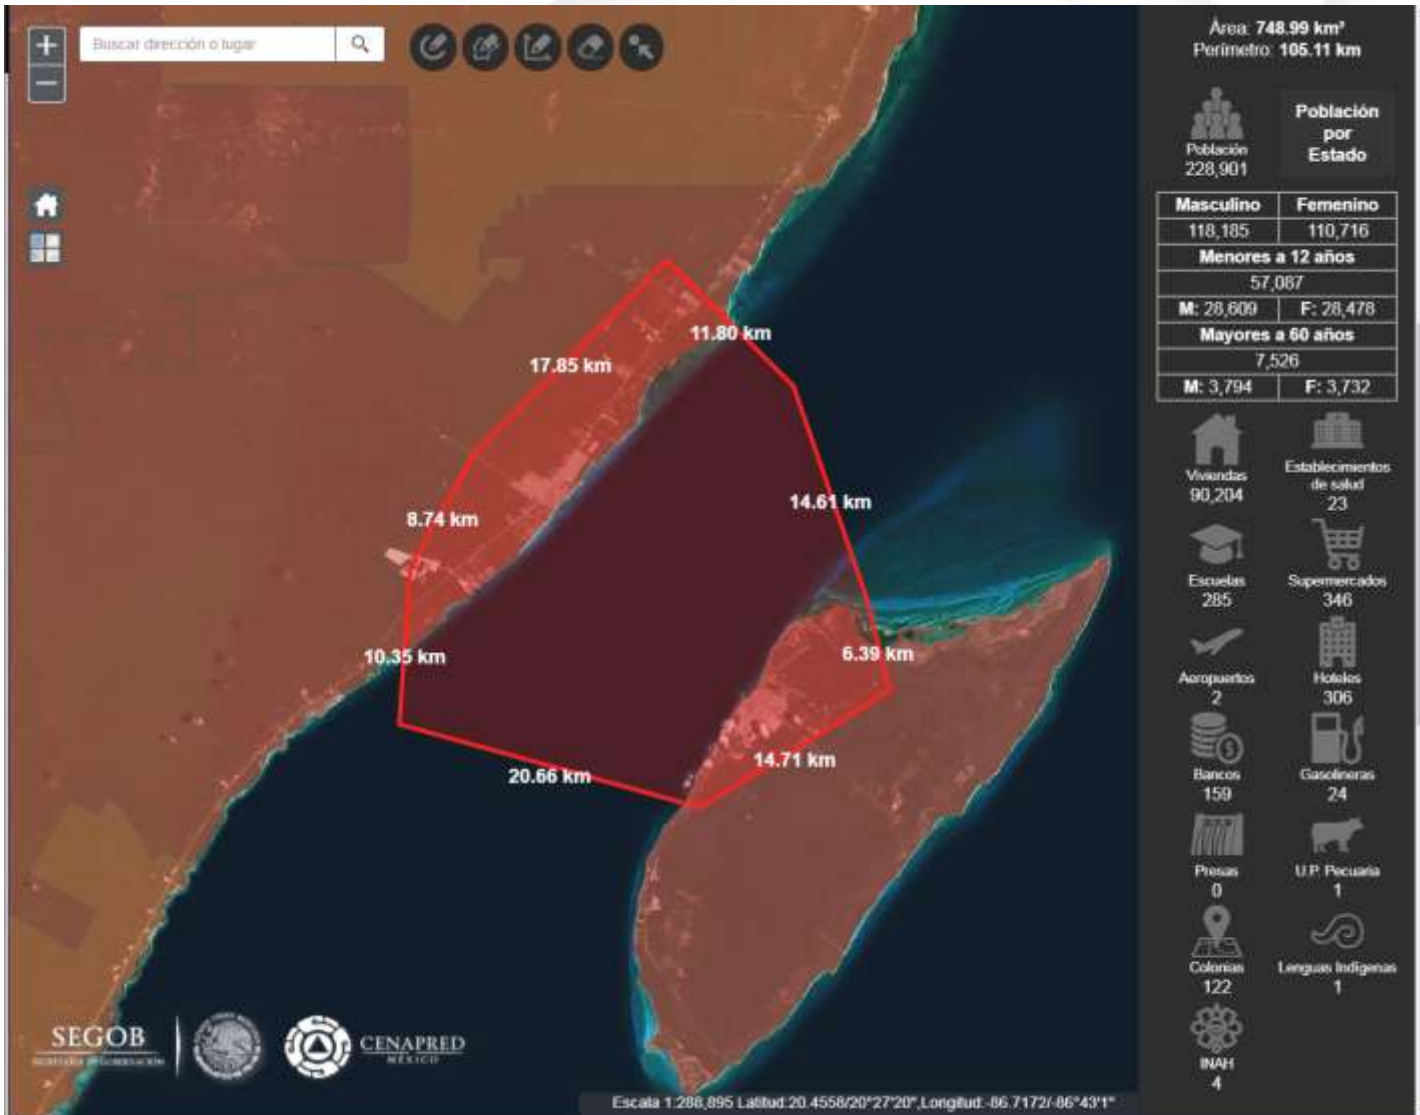 Buscar dirección o lugar
11.80 km
17.85 km
14.61 km
8.74 km
10.35 km
6.39 km
14.71 km
20.66 km
SEGOB
SECRETARÍA DE GOBERNACIÓN
CENAPRED
MÉXICO
Escala 1:288,895 Latitud:20.4558/20°27'20",Longitud:-86.7172/-86°43'1"
Área: 748.99 km²
Perímetro: 105.11 km
Población
228,901
Población
por
Estado
Masculino Femenino
118,185 110,716
Menores a 12 años
57,087
M: 28,609 F: 28,478
Mayores a 60 años
7,526
M: 3,794 F: 3,732
Viviendas
90,204
Establecimientos
de salud
23
Escuelas
285
Supermercados
346
Aeropuertos
2
Hoteles
306
Bancos
159
Gasolineras
24
Presas
0
U.P. Pecuaria
1
Colonias
122
Lenguas Indígenas
1
INAH
4